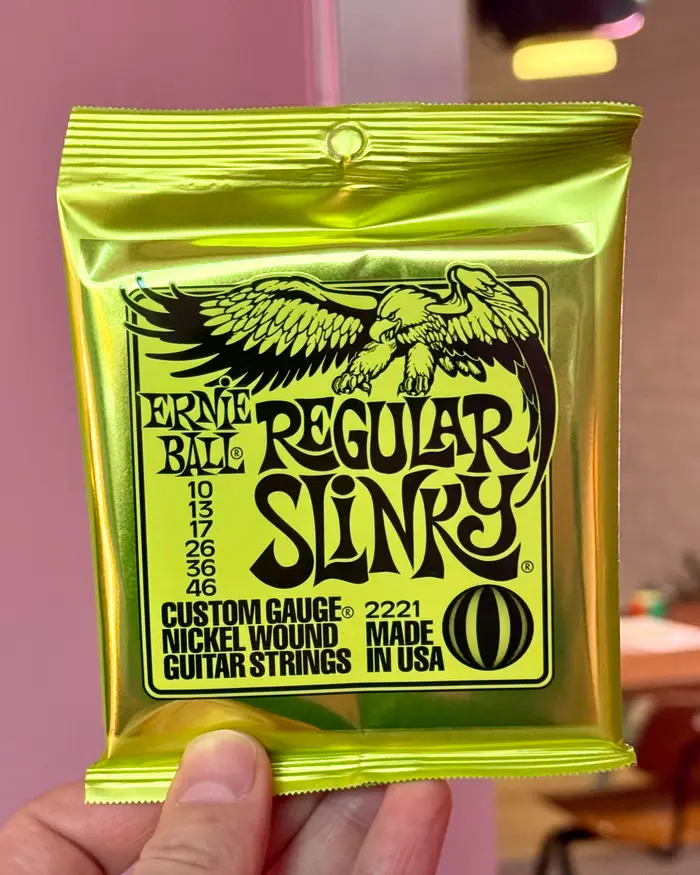 ERNiE
BALL®
REGULAR
SLiNKY®
10
13
17
26
36
46
CUSTOM GAUGE®
NICKEL WOUND
GUITAR STRINGS
2221
MADE
IN USA